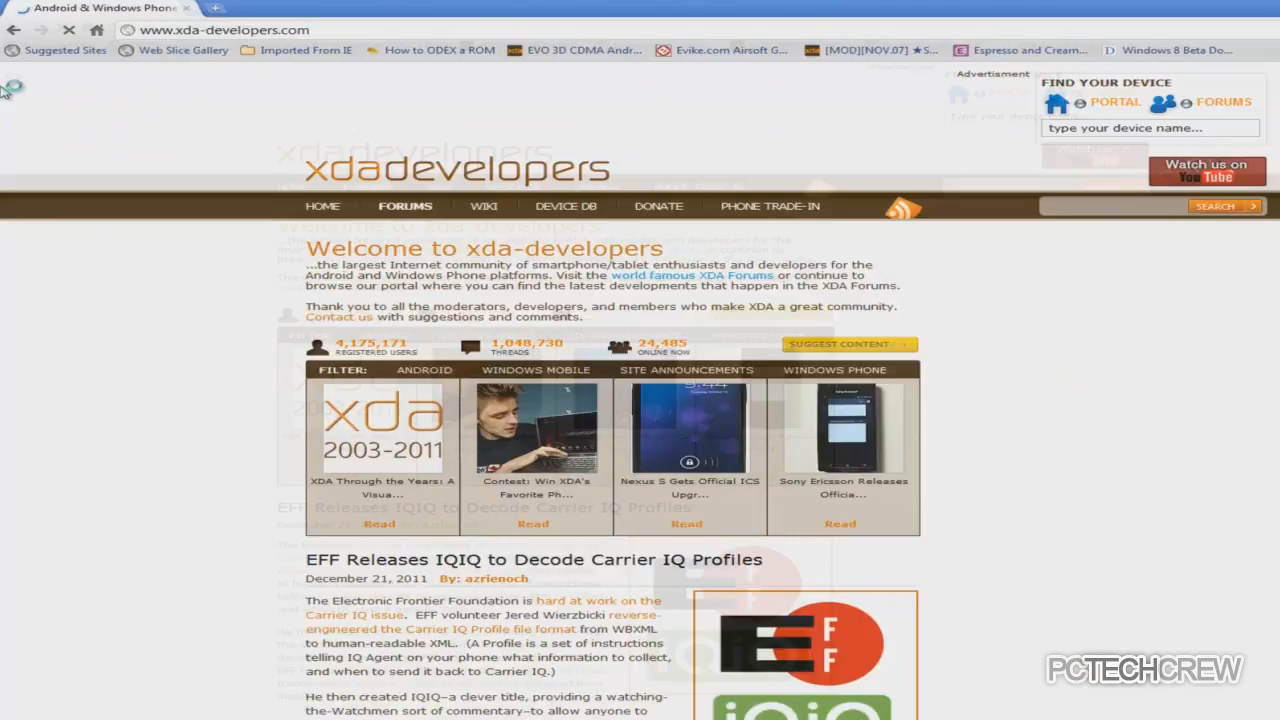 Android & Windows Phone
www.xda-developers.com
Suggested Sites
Web Slice Gallery
Imported From IE
How to ODEX a ROM
EVO 3D CDMA Andr...
Evike.com Airsoft G...
[MOD][NOV.07] ★S...
Espresso and Cream...
Windows 8 Beta Do...
Advertisment
FIND YOUR DEVICE
PORTAL
FORUMS
type your device name...
xdadevelopers
Watch us on
YouTube
HOME
FORUMS
WIKI
DEVICE DB
DONATE
PHONE TRADE-IN
SEARCH
Welcome to xda-developers
...the largest Internet community of smartphone/tablet enthusiasts and developers for the
Android and Windows Phone platforms. Visit the world famous XDA Forums or continue to
browse our portal where you can find the latest developments that happen in the XDA Forums.
Thank you to all the moderators, developers, and members who make XDA a great community.
Contact us with suggestions and comments.
4,175,171
REGISTERED USERS
1,048,730
THREADS
24,485
ONLINE NOW
SUGGEST CONTENT
FILTER:
ANDROID
WINDOWS MOBILE
SITE ANNOUNCEMENTS
WINDOWS PHONE
xda
2003-2011
XDA Through the Years: A
Visua...
Read
Contest: Win XDA's
Favorite Ph...
Read
Nexus S Gets Official ICS
Upgr...
Read
Sony Ericsson Releases
Officia...
Read
EFF Releases IQIQ to Decode Carrier IQ Profiles
December 21, 2011 By: azrienoch
The Electronic Frontier Foundation is hard at work on the
Carrier IQ issue. EFF volunteer Jered Wierzbicki reverse-
engineered the Carrier IQ Profile file format from WBXML
to human-readable XML. (A Profile is a set of instructions
telling IQ Agent on your phone what information to collect,
and when to send it back to Carrier IQ.)
He then created IQIQ–a clever title, providing a watching-
the-Watchmen sort of commentary–to allow anyone to
EFF
iQiQ
PCTECHCREW